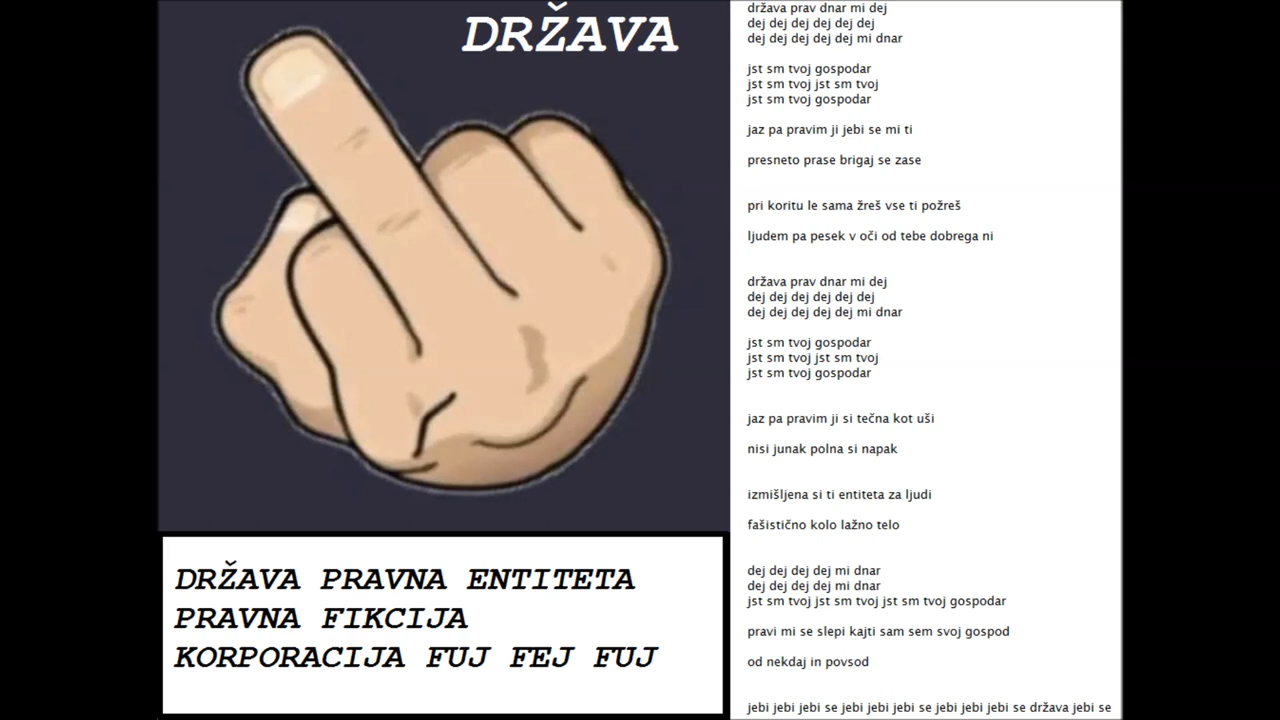 DRŽAVA
DRŽAVA PRAVNA ENTITETA
PRAVNA FIKCIJA
KORPORACIJA FUJ FEJ FUJ
država prav dnar mi dej
dej dej dej dej dej dej
dej dej dej dej dej mi dnar
jst sm tvoj gospodar
jst sm tvoj jst sm tvoj
jst sm tvoj gospodar
jaz pa pravim ji jebi se mi ti
presneto prase brigaj se zase
pri koritu le sama žreš vse ti požreš
ljudem pa pesek v oči od tebe dobrega ni
država prav dnar mi dej
dej dej dej dej dej dej
dej dej dej dej dej mi dnar
jst sm tvoj gospodar
jst sm tvoj jst sm tvoj
jst sm tvoj gospodar
jaz pa pravim ji si tečna kot uši
nisi junak polna si napak
izmišljena si ti entiteta za ljudi
fašistično kolo lažno telo
dej dej dej dej mi dnar
dej dej dej dej mi dnar
jst sm tvoj jst sm tvoj jst sm tvoj gospodar
pravi mi se slepi kajti sam sem svoj gospod
od nekdaj in povsod
jebi jebi jebi se jebi jebi jebi se jebi jebi jebi se država jebi se